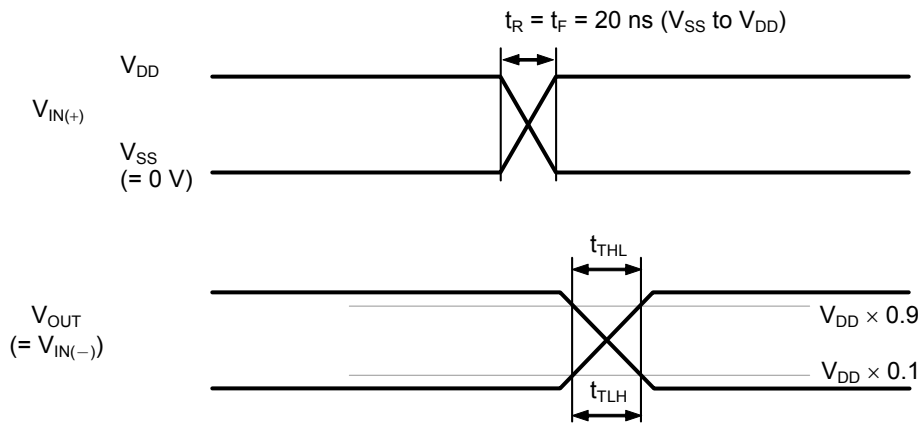 t_R = t_F = 20 ns (V_SS to V_DD)
V_DD
V_IN(+)
V_SS
(= 0 V)
t_THL
V_OUT
(= V_IN(−))
V_DD × 0.9
V_DD × 0.1
t_TLH